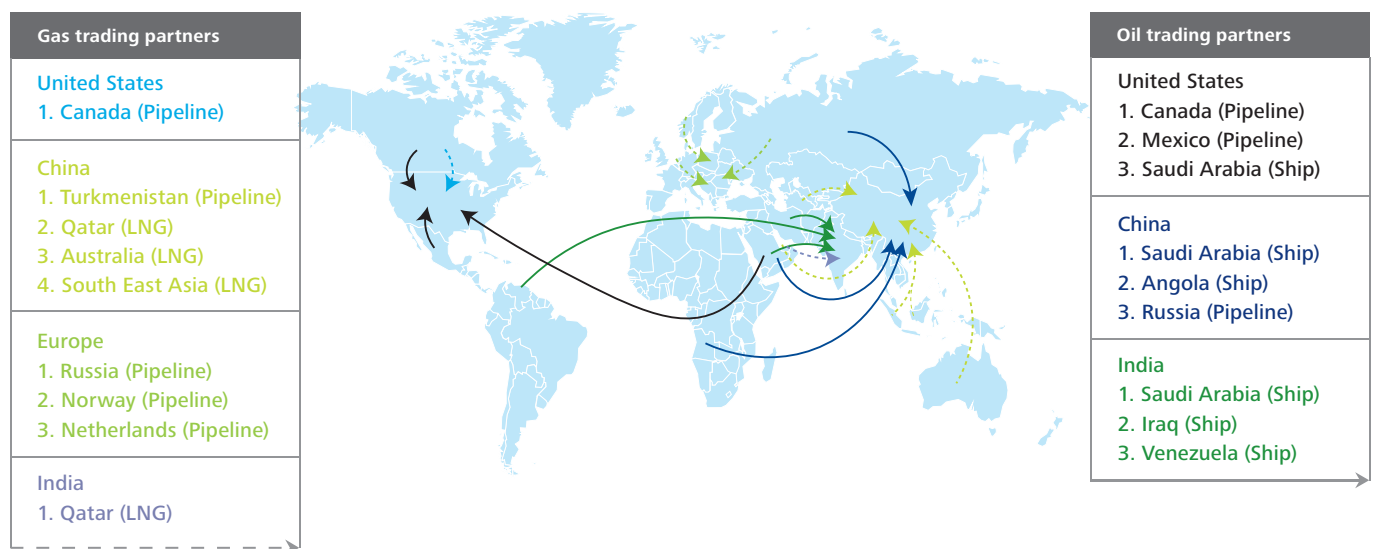 Gas trading partners
United States
1. Canada (Pipeline)
China
1. Turkmenistan (Pipeline)
2. Qatar (LNG)
3. Australia (LNG)
4. South East Asia (LNG)
Europe
1. Russia (Pipeline)
2. Norway (Pipeline)
3. Netherlands (Pipeline)
India
1. Qatar (LNG)
Oil trading partners
United States
1. Canada (Pipeline)
2. Mexico (Pipeline)
3. Saudi Arabia (Ship)
China
1. Saudi Arabia (Ship)
2. Angola (Ship)
3. Russia (Pipeline)
India
1. Saudi Arabia (Ship)
2. Iraq (Ship)
3. Venezuela (Ship)